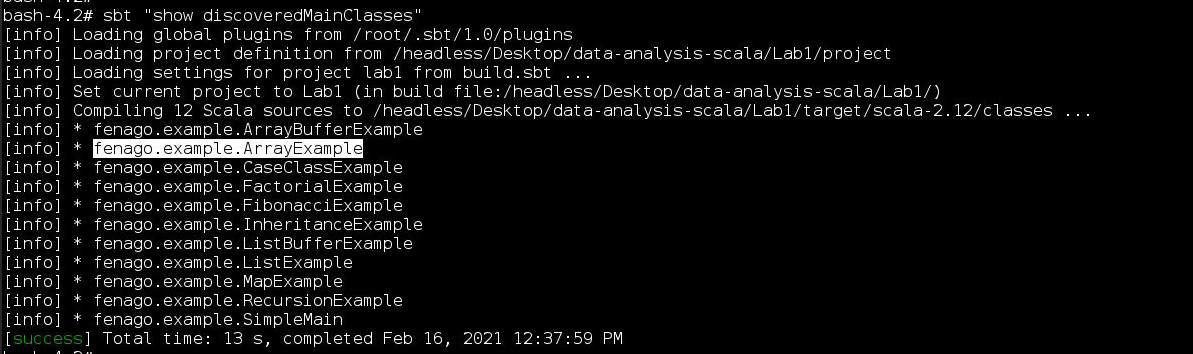 bash-4.2# sbt "show discoveredMainClasses"
[info] Loading global plugins from /root/.sbt/1.0/plugins
[info] Loading project definition from /headless/Desktop/data-analysis-scala/Lab1/project
[info] Loading settings for project lab1 from build.sbt ...
[info] Set current project to Lab1 (in build file:/headless/Desktop/data-analysis-scala/Lab1/)
[info] Compiling 12 Scala sources to /headless/Desktop/data-analysis-scala/Lab1/target/scala-2.12/classes ...
[info] * fenago.example.ArrayBufferExample
[info] * fenago.example.ArrayExample
[info] * fenago.example.CaseClassExample
[info] * fenago.example.FactorialExample
[info] * fenago.example.FibonacciExample
[info] * fenago.example.InheritanceExample
[info] * fenago.example.ListBufferExample
[info] * fenago.example.ListExample
[info] * fenago.example.MapExample
[info] * fenago.example.RecursionExample
[info] * fenago.example.SimpleMain
[success] Total time: 13 s, completed Feb 16, 2021 12:37:59 PM